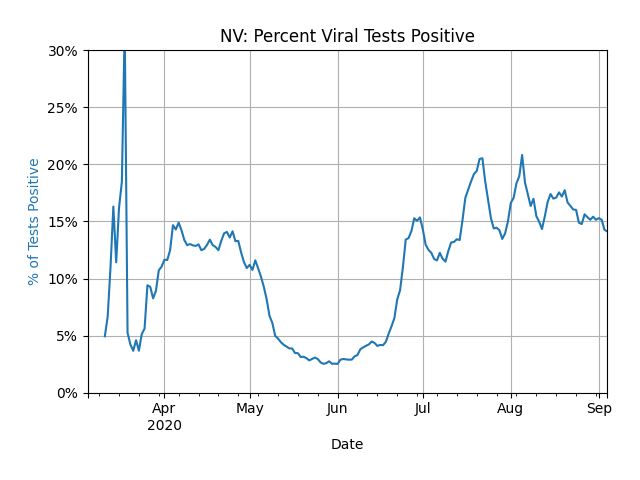 NV: Percent Viral Tests Positive
30%
25%
20%
15%
10%
5%
0%
% of Tests Positive
Apr May Jun Jul Aug Sep
2020
Date